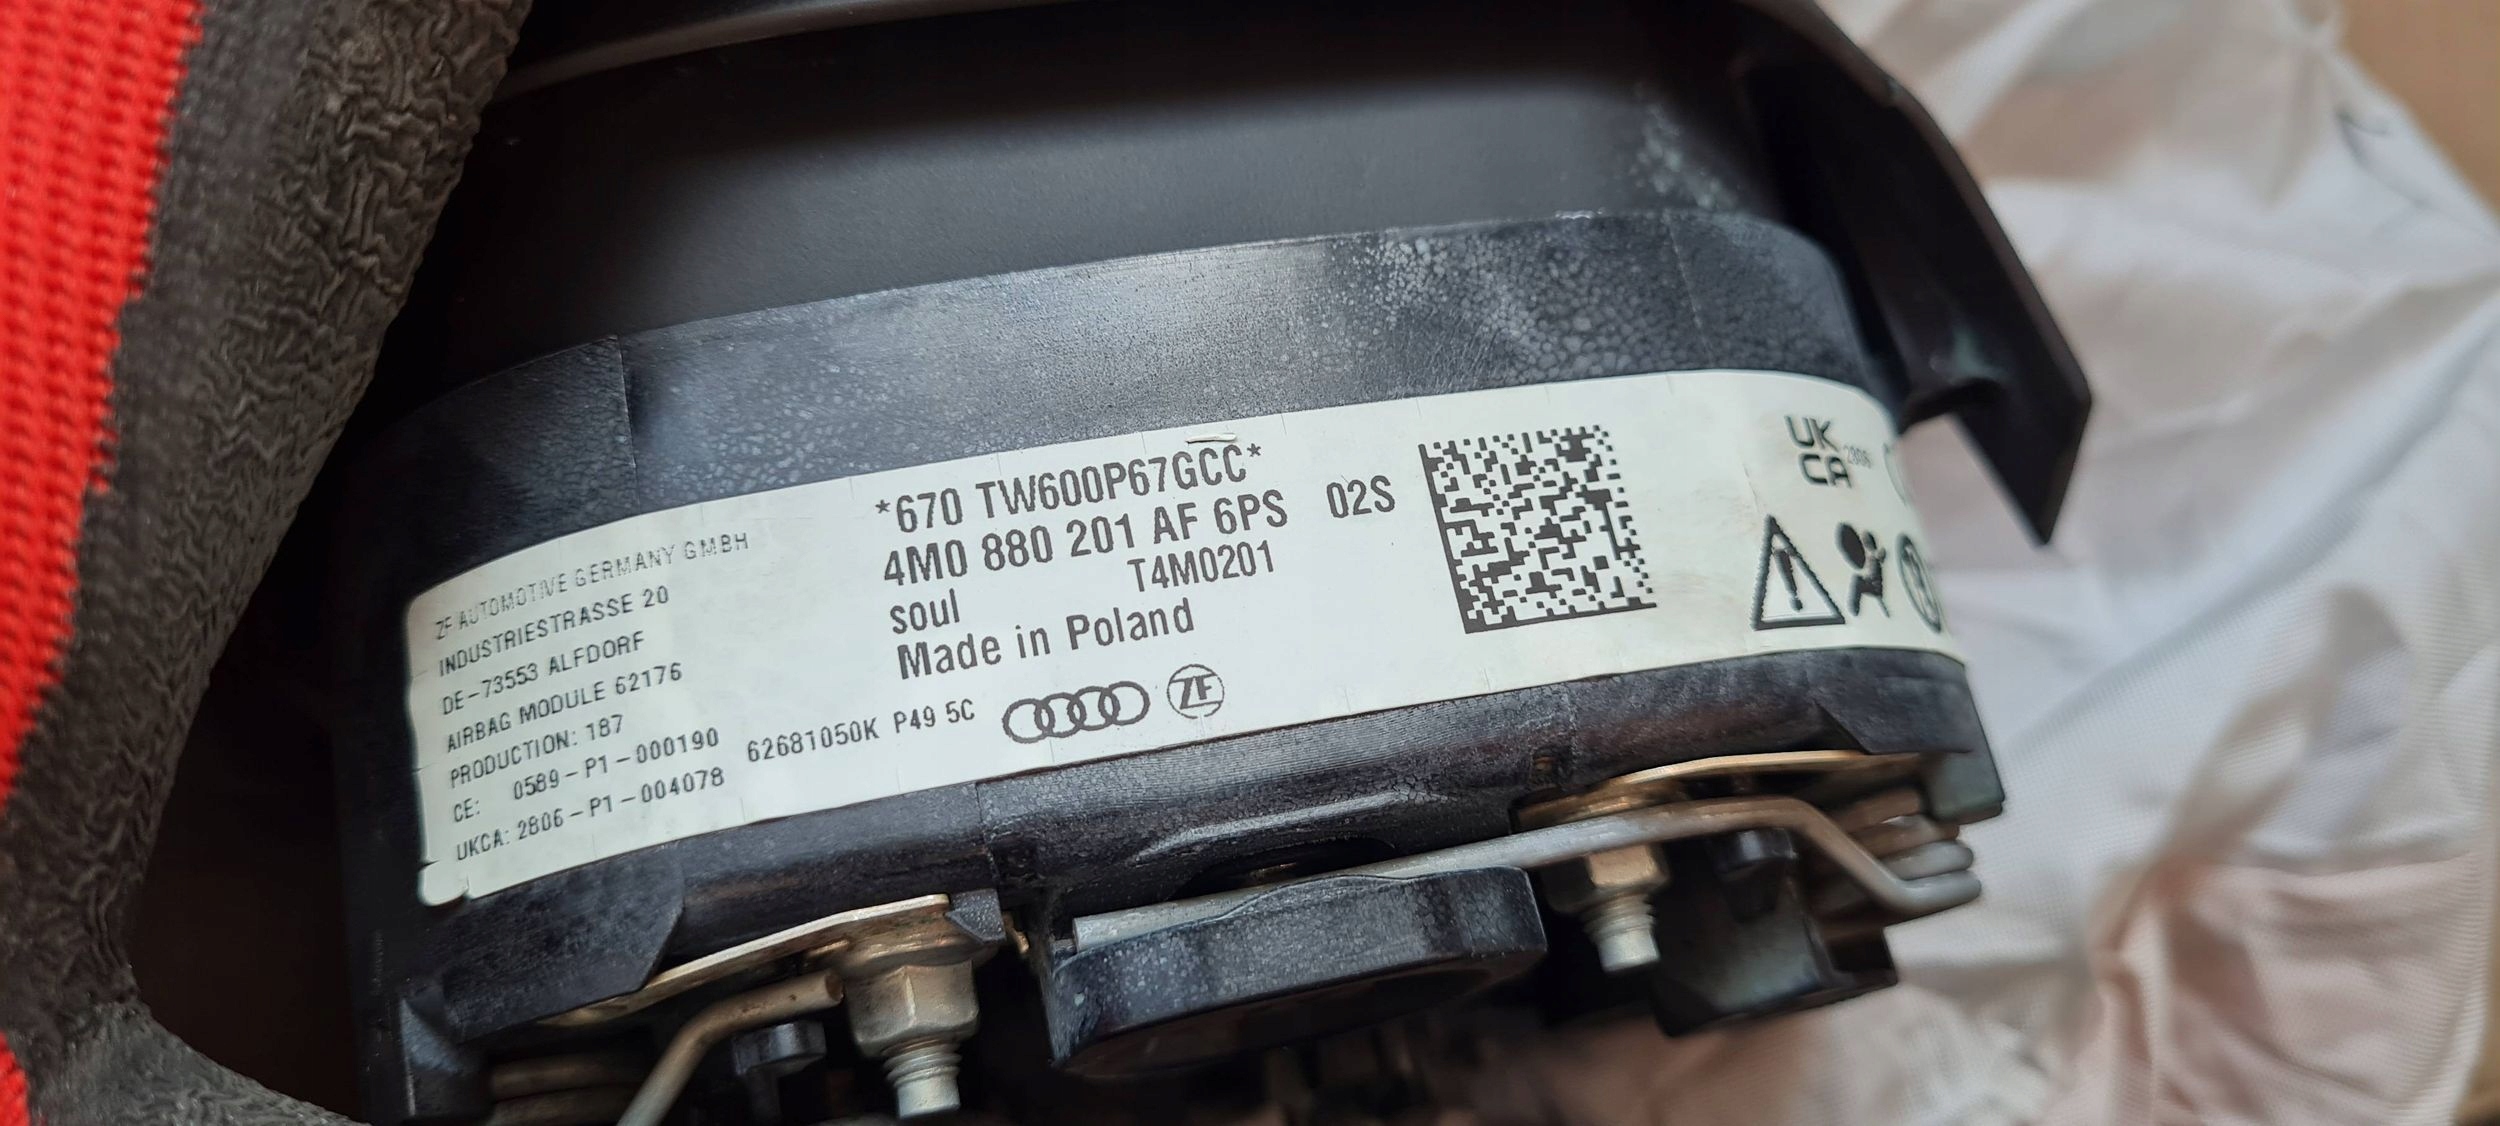 ZF AUTOMOTIVE GERMANY GMBH
INDUSTRIESTRASSE 20
DE-73553 ALFDORF
AIRBAG MODULE 62176
PRODUCTION: 187
CE: 0589-P1-000190
UKCA: 2806-P1-004078
62681050K P49 5C
*670 TW600P67GCC*
4M0 880 201 AF 6PS 02S
T4M0201
soul
Made in Poland
ZF
UK
CA
2806